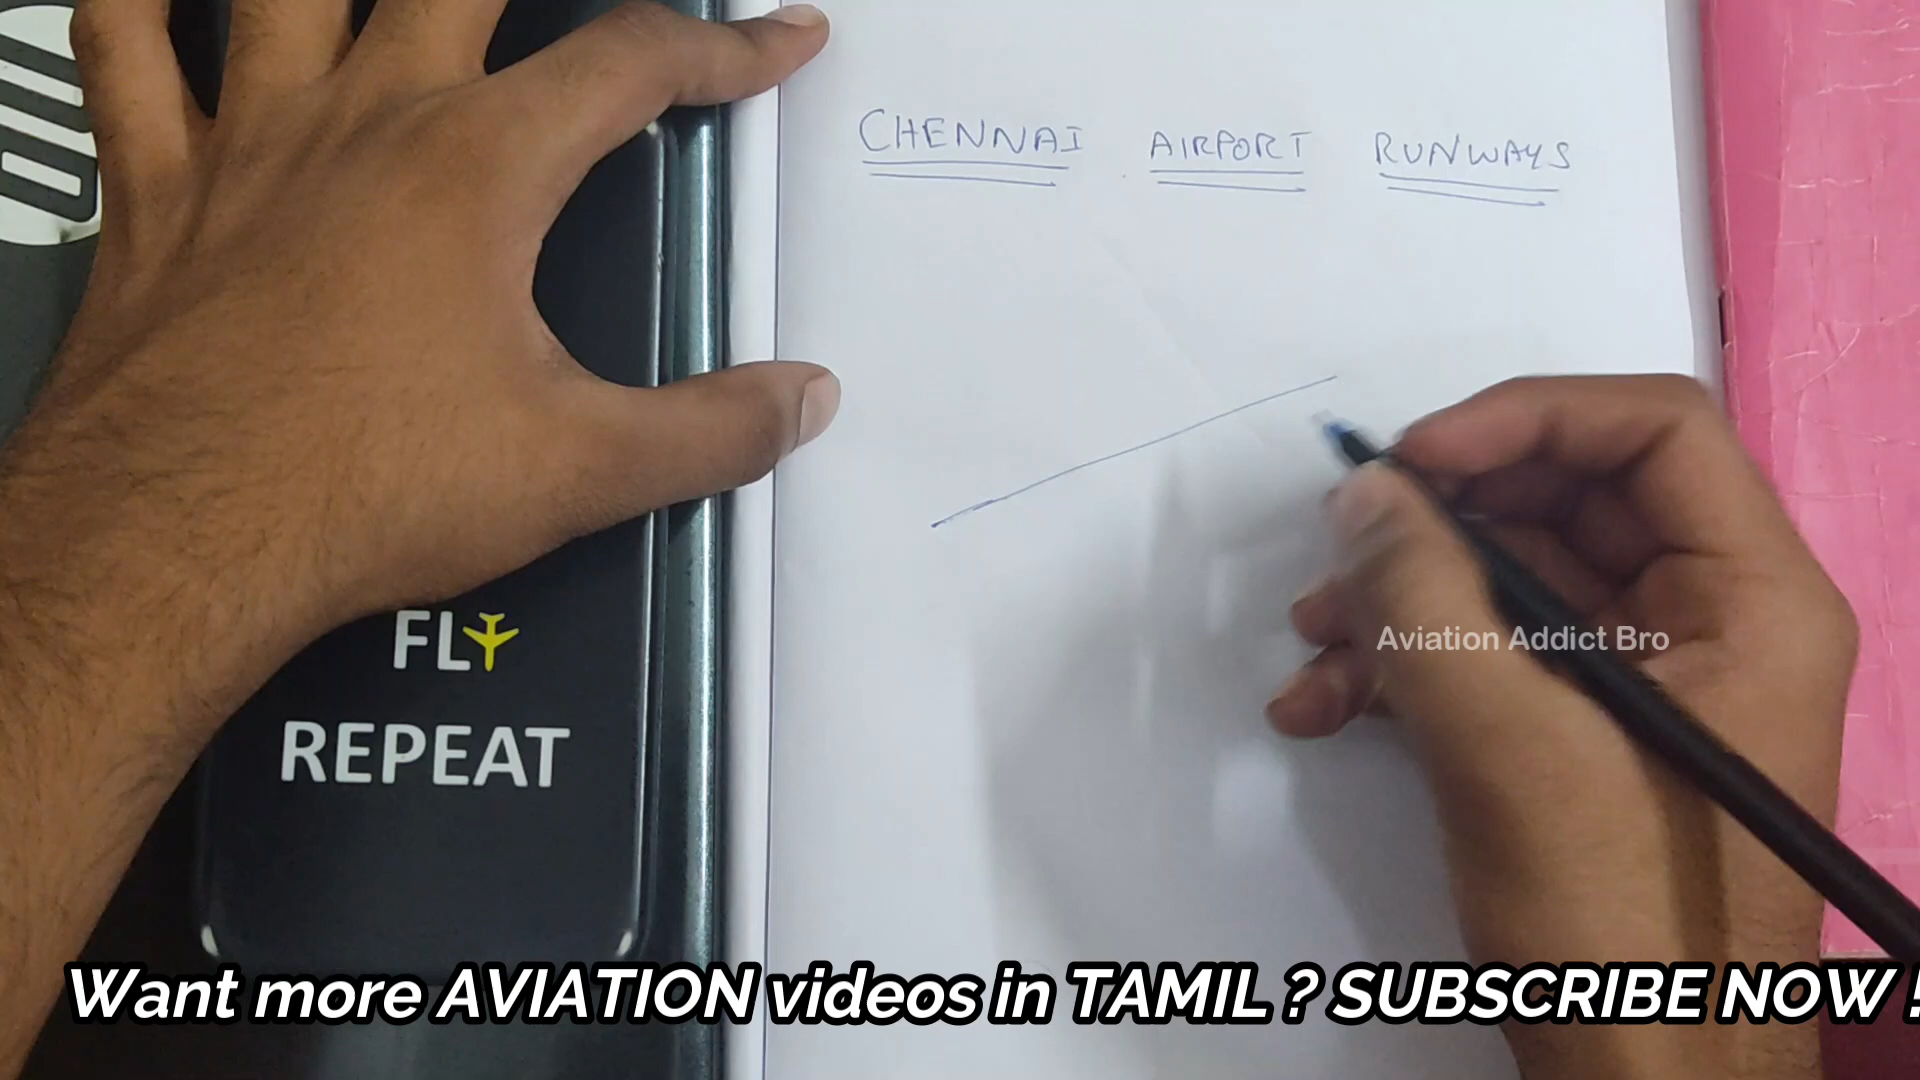 CHENNAI AIRPORT RUNWAYS
FLY
REPEAT
Aviation Addict Bro
Want more AVIATION videos in TAMIL ? SUBSCRIBE NOW !